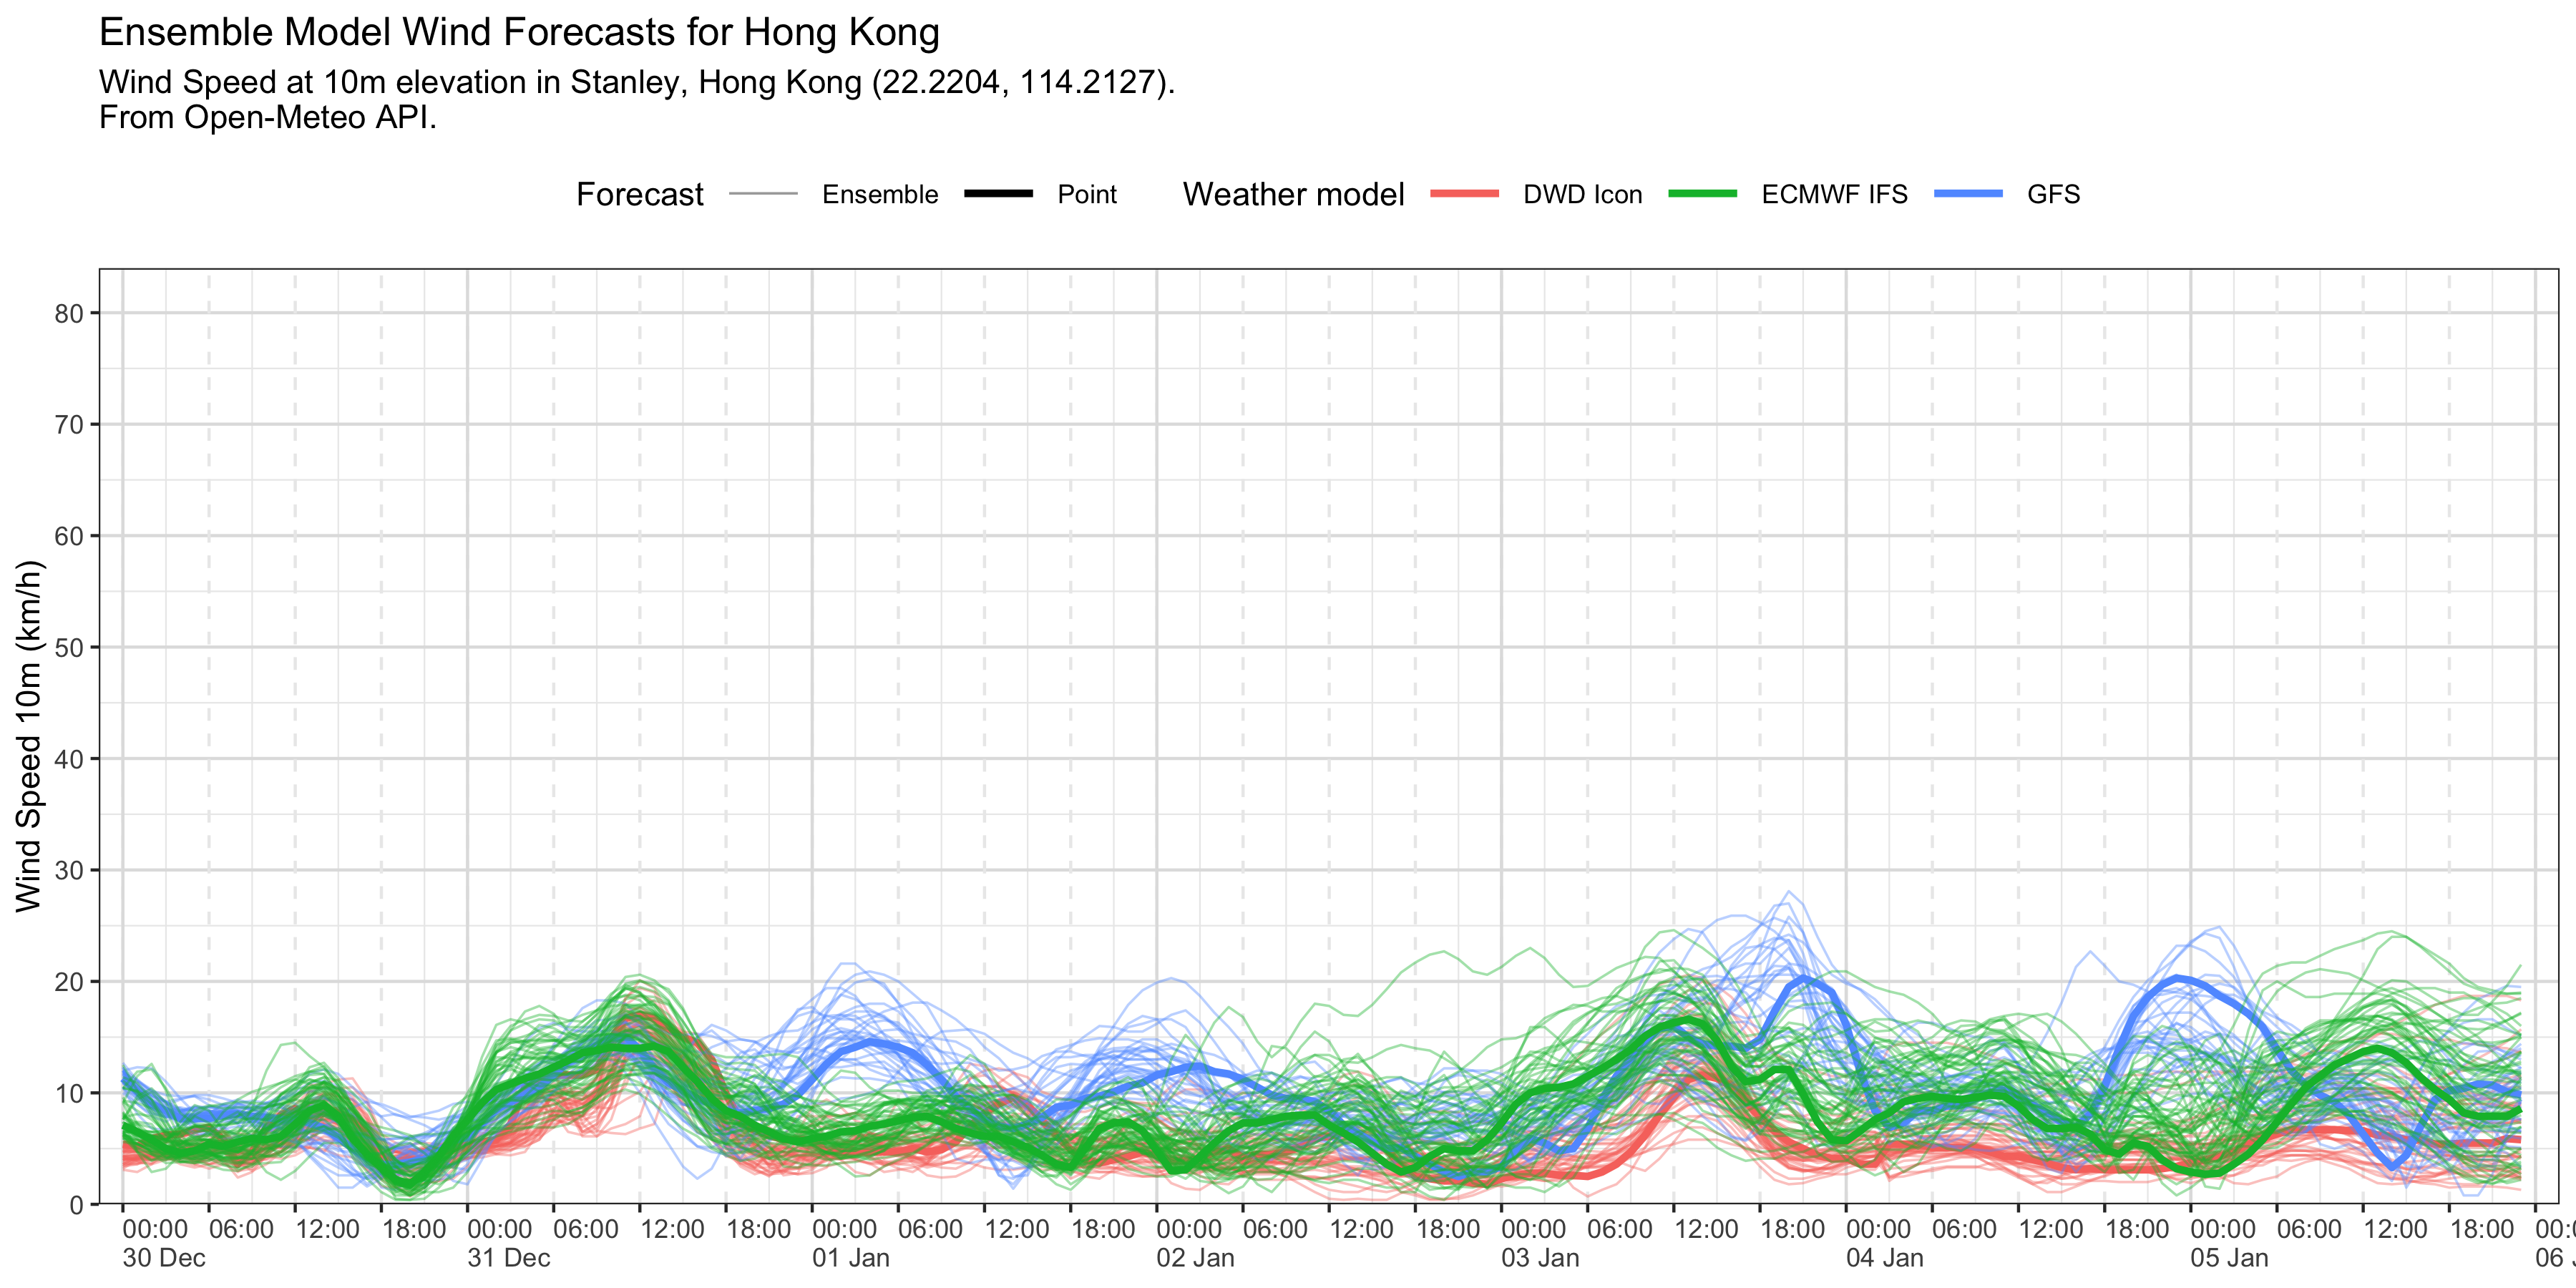 Ensemble Model Wind Forecasts for Hong Kong
Wind Speed at 10m elevation in Stanley, Hong Kong (22.2204, 114.2127).
From Open-Meteo API.
Forecast Ensemble Point Weather model DWD Icon ECMWF IFS GFS
Wind Speed 10m (km/h)
80
70
60
50
40
30
20
10
0
00:00 06:00 12:00 18:00 00:00 06:00 12:00 18:00 00:00 06:00 12:00 18:00 00:00 06:00 12:00 18:00 00:00 06:00 12:00 18:00 00:00 06:00 12:00 18:00 00:00 06:00 12:00 18:00
30 Dec 31 Dec 01 Jan 02 Jan 03 Jan 04 Jan 05 Jan 06